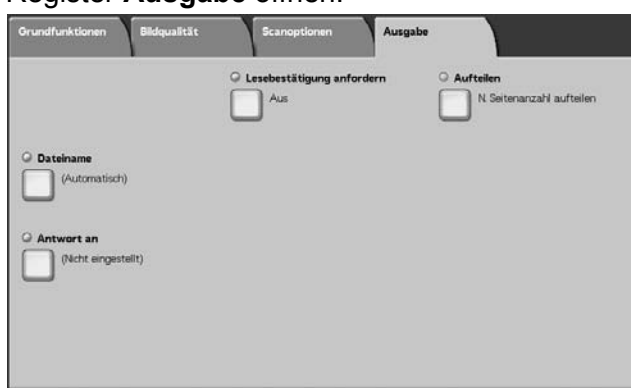 Register Ausgabe öffnen.
Grundfunktionen Bildqualität Scanoptionen Ausgabe
Lesebestätigung anfordern Aufteilen
Aus N. Seitenanzahl aufteilen
Dateiname
(Automatisch)
Antwort an
(Nicht eingestellt)